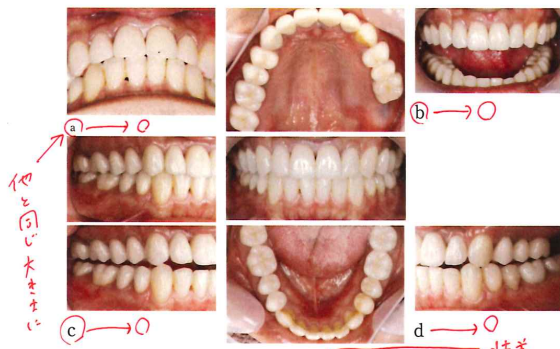 a → ○
b → ○
他と同じ大きさに
c → ○
d → ○